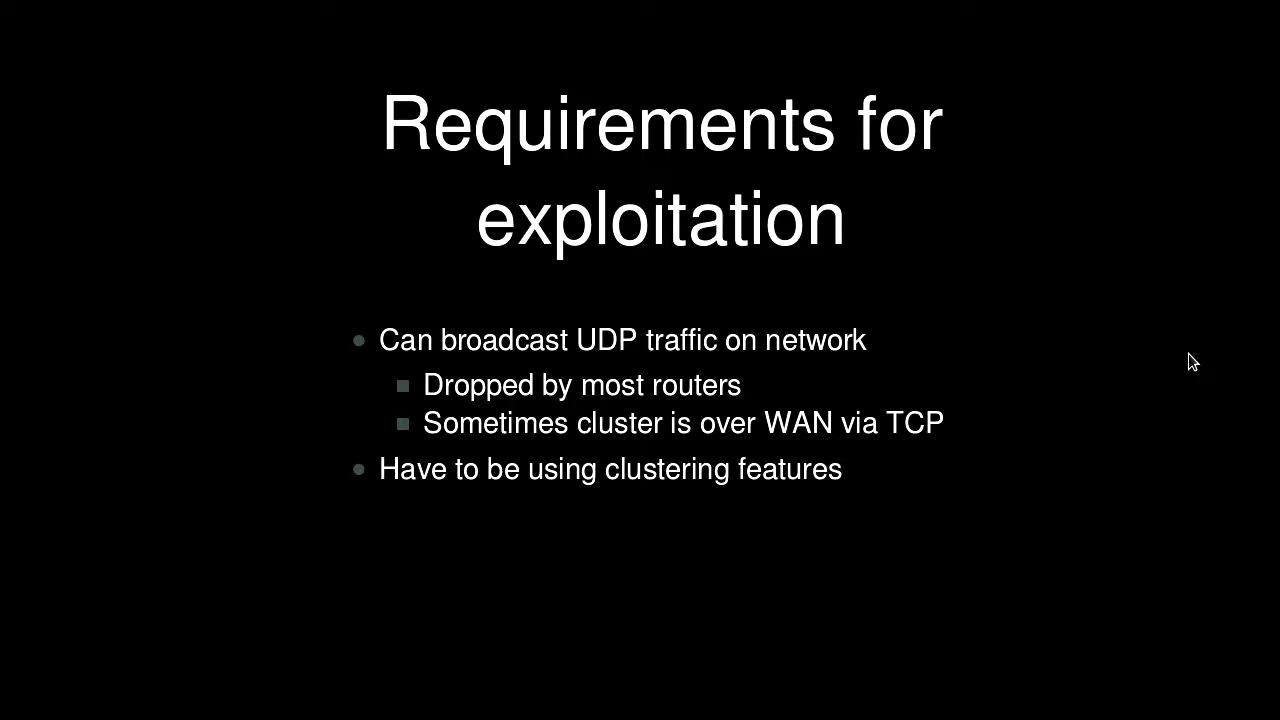 Requirements for
exploitation
Can broadcast UDP traffic on network
Dropped by most routers
Sometimes cluster is over WAN via TCP
Have to be using clustering features